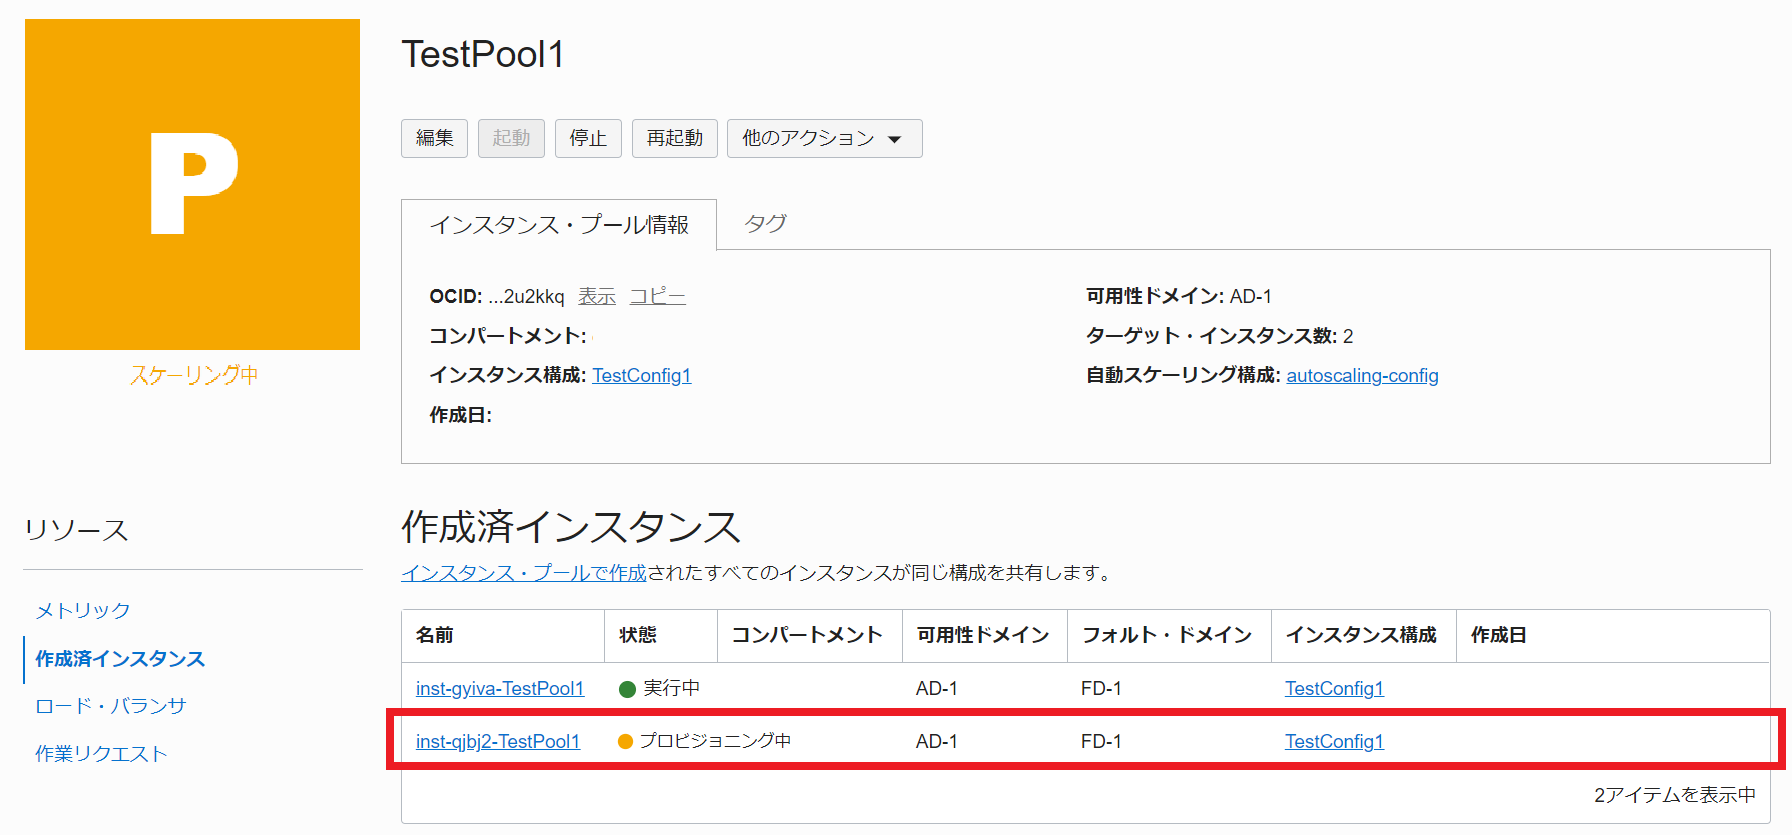 P
スケーリング中
TestPool1
編集 起動 停止 再起動 他のアクション
インスタンス・プール情報 タグ
OCID: ...2u2kkq 表示 コピー
コンパートメント:
インスタンス構成: TestConfig1
作成日:
可用性ドメイン: AD-1
ターゲット・インスタンス数: 2
自動スケーリング構成: autoscaling-config
リソース
メトリック
作成済インスタンス
ロード・バランサ
作業リクエスト
作成済インスタンス
インスタンス・プールで作成されたすべてのインスタンスが同じ構成を共有します。
名前 状態 コンパートメント 可用性ドメイン フォルト・ドメイン インスタンス構成 作成日
inst-gyiva-TestPool1 実行中 AD-1 FD-1 TestConfig1
inst-qjbj2-TestPool1 プロビジョニング中 AD-1 FD-1 TestConfig1
2アイテムを表示中